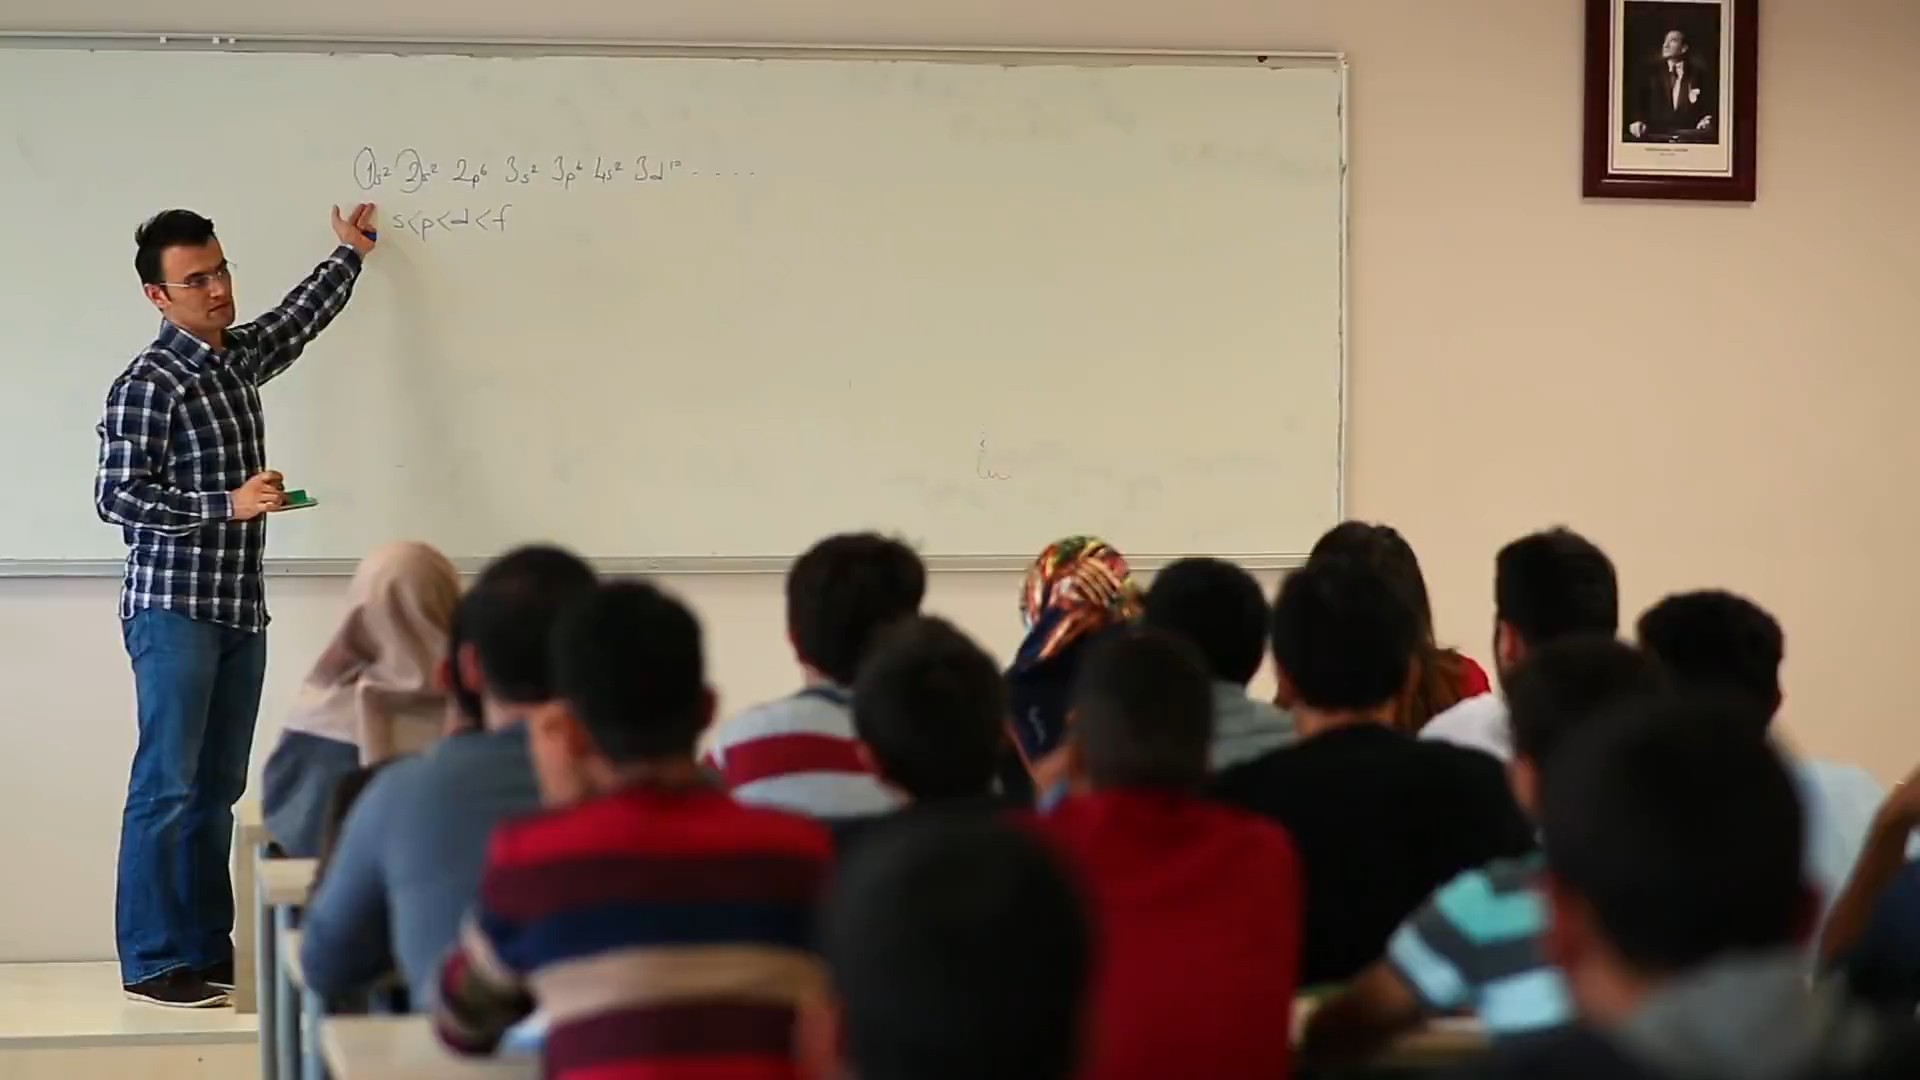 1s² 2s² 2p⁶ 3s² 3p⁶ 4s² 3d¹⁰ - . . . .
s<p<d<f